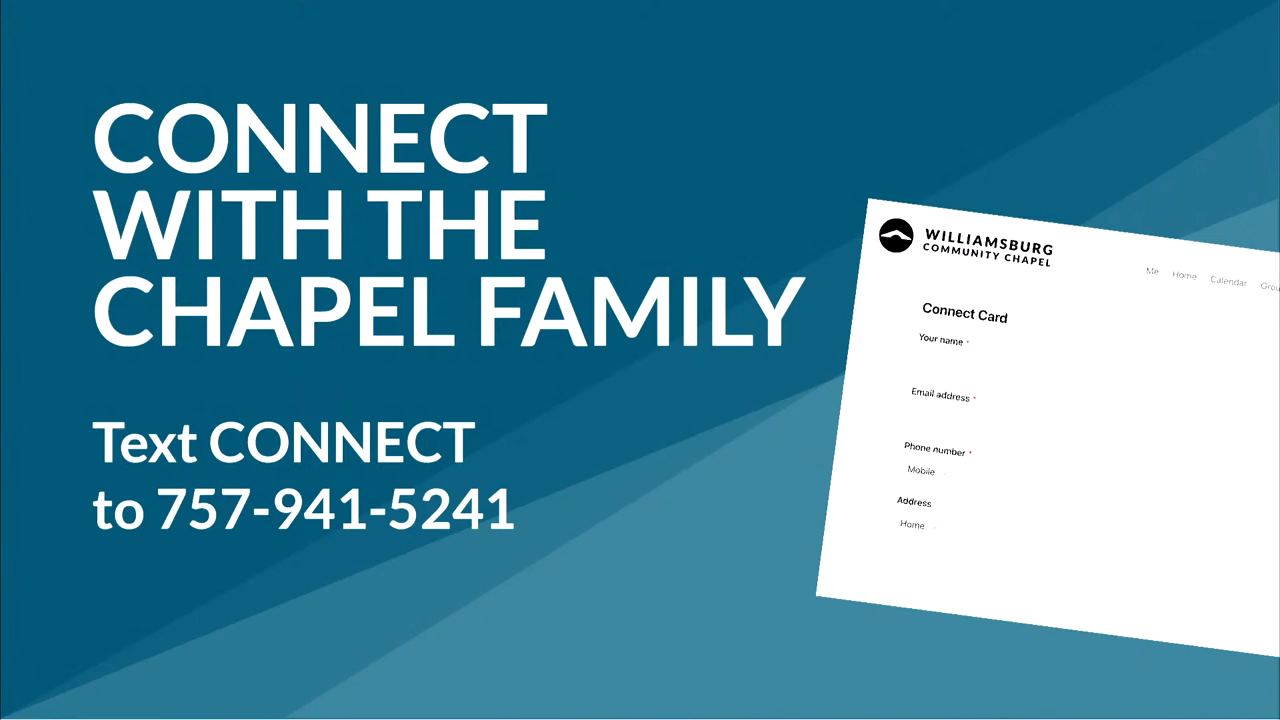 CONNECT
WITH THE
CHAPEL FAMILY
Text CONNECT
to 757-941-5241
WILLIAMSBURG
COMMUNITY CHAPEL
Me Home Calendar
Connect Card
Your name *
Email address *
Phone number *
Mobile
Address
Home